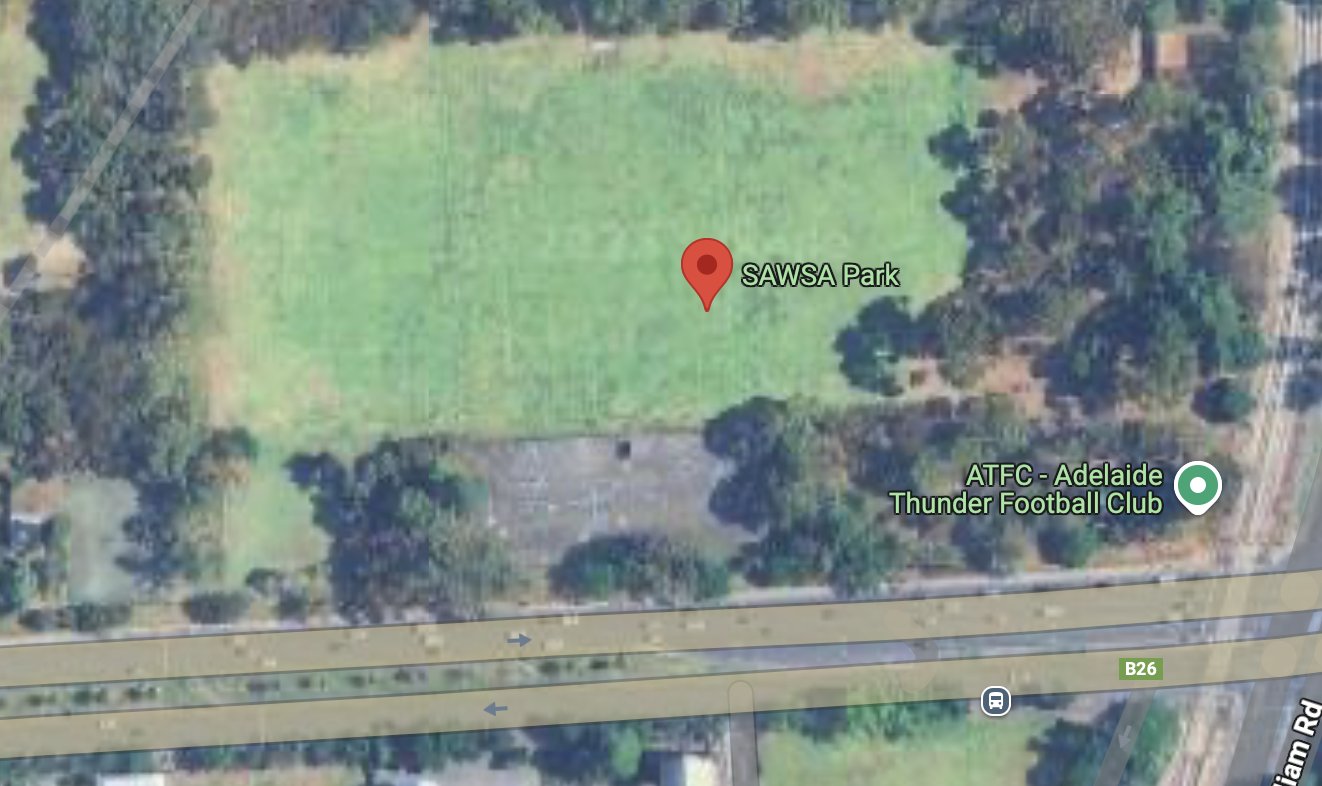 SAWSA Park
ATFC - Adelaide
Thunder Football Club
B26
liam Rd